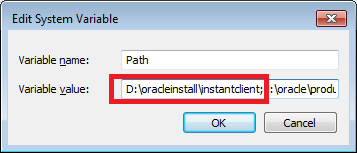 Edit System Variable
Variable name:
Path
Variable value:
D:\oracleinstall\instantclient; :\oracle\produ
OK
Cancel